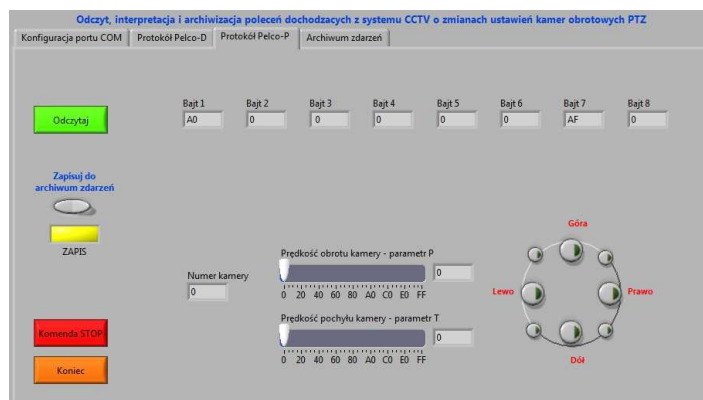 Odczyt, interpretacja i archiwizacja poleceń dochodzacych z systemu CCTV o zmianach ustawień kamer obrotowych PTZ
Konfiguracja portu COM Protokół Pelco-D Protokół Pelco-P Archiwum zdarzeń
Bajt 1 Bajt 2 Bajt 3 Bajt 4 Bajt 5 Bajt 6 Bajt 7 Bajt 8
Odczytaj A0 0 0 0 0 0 AF 0
Zapisuj do
archiwum zdarzeń
ZAPIS
Góra
Prędkość obrotu kamery - parametr P
Numer kamery
0
0
0 20 40 60 80 A0 C0 E0 FF
Lewo Prawo
Prędkość pochyłu kamery - parametr T
Komenda STOP
0
0 20 40 60 80 A0 C0 E0 FF
Dół
Koniec